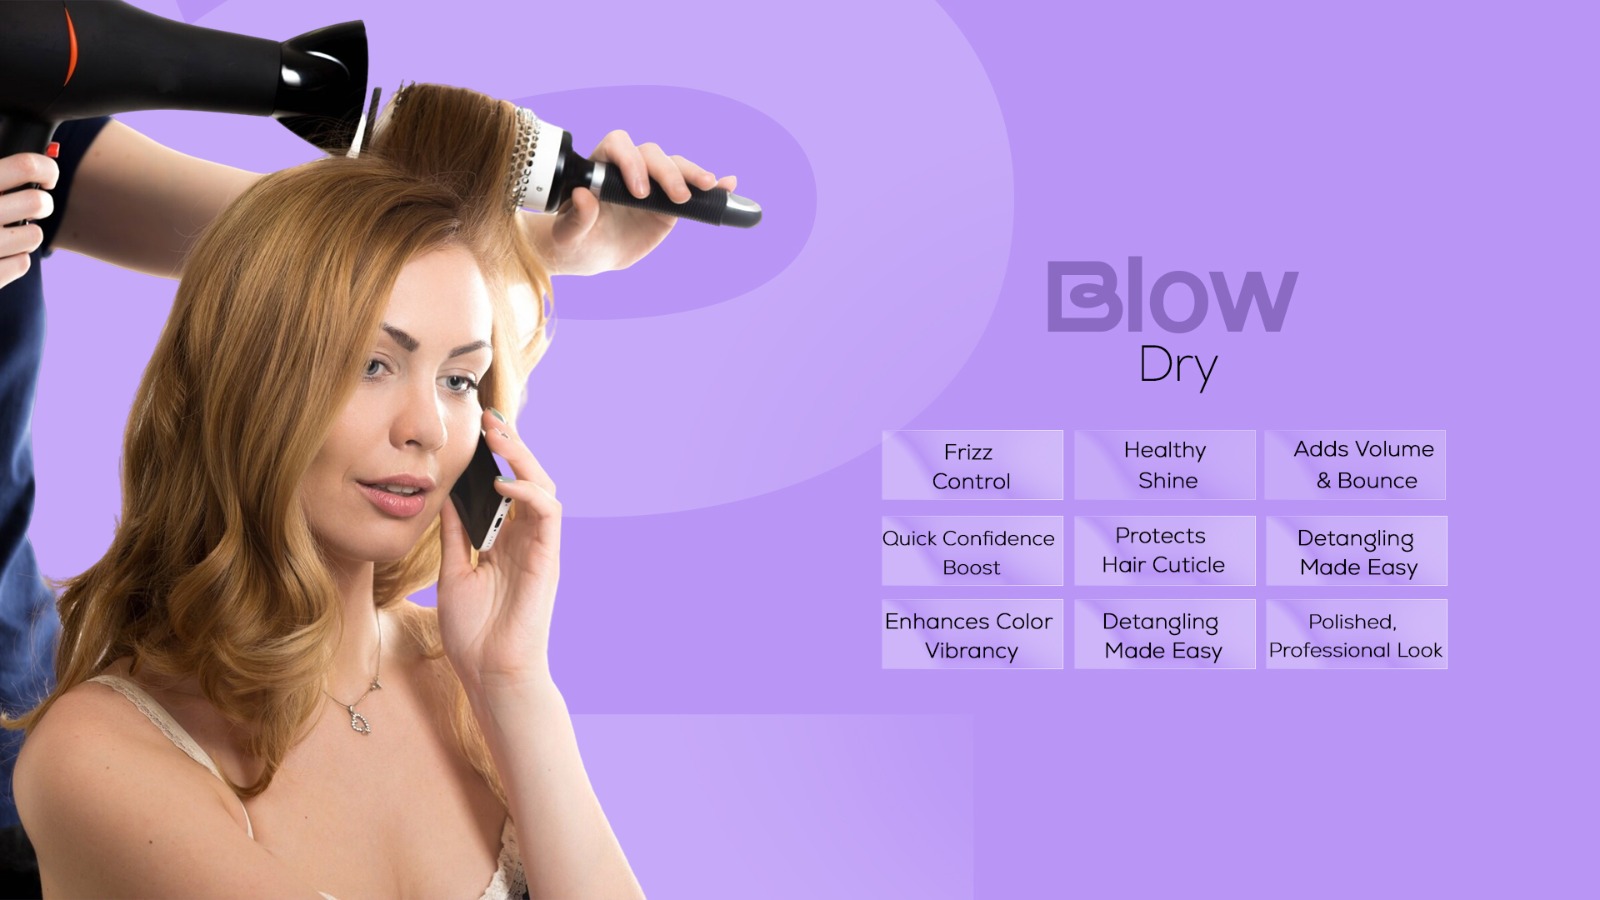 Blow
Dry
Frizz
Control
Healthy
Shine
Adds Volume
& Bounce
Quick Confidence
Boost
Protects
Hair Cuticle
Detangling
Made Easy
Enhances Color
Vibrancy
Detangling
Made Easy
Polished,
Professional Look